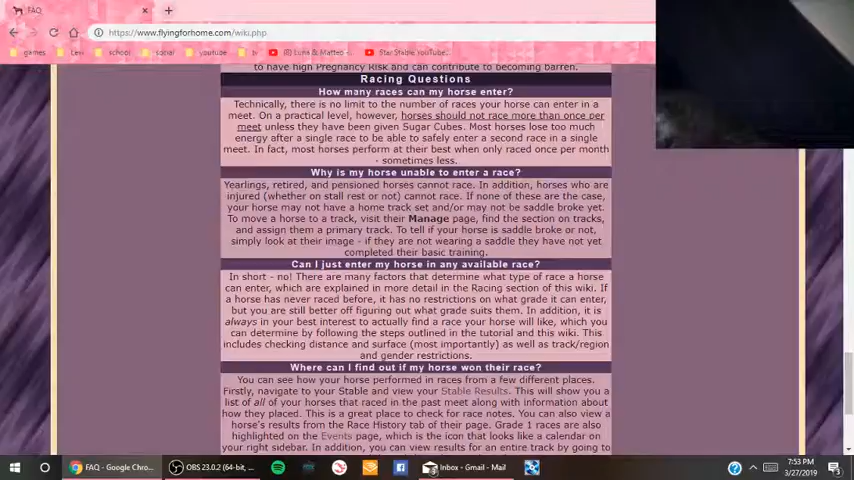 FAQ
https://www.flyingforhome.com/wiki.php
games
school
social
youtube
(8) Luna & Matteo -
Star Stable YouTube...
to have high Pregnancy Risk and can contribute to becoming barren.
Racing Questions
How many races can my horse enter?
Technically, there is no limit to the number of races your horse can enter in a
meet. On a practical level, however, horses should not race more than once per
meet unless they have been given Sugar Cubes. Most horses lose too much
energy after a single race to be able to safely enter a second race in a single
meet. In fact, most horses perform at their best when only raced once per month
- sometimes less.
Why is my horse unable to enter a race?
Yearlings, retired, and pensioned horses cannot race. In addition, horses who are
injured (whether on stall rest or not) cannot race. If none of these are the case,
your horse may not have a home track set and/or may not be saddle broke yet.
To move a horse to a track, visit their Manage page, find the section on tracks,
and assign them a primary track. To tell if your horse is saddle broke or not,
simply look at their image - if they are not wearing a saddle they have not yet
completed their basic training.
Can I just enter my horse in any available race?
In short - no! There are many factors that determine what type of race a horse
can enter, which are explained in more detail in the Racing section of this wiki. If
a horse has never raced before, it has no restrictions on what grade it can enter,
but you are still better off figuring out what grade suits them. In addition, it is
always in your best interest to actually find a race your horse will like, which you
can determine by following the steps outlined in the tutorial and this wiki. This
includes checking distance and surface (most importantly) as well as track/region
and gender restrictions.
Where can I find out if my horse won their race?
You can see how your horse performed in races from a few different places.
Firstly, navigate to your Stable and view your Stable Results. This will show you a
list of all of your horses that raced in the past meet along with information about
how they placed. This is a great place to check for race notes. You can also view a
horse's results from the Race History tab of their page. Grade 1 races are also
highlighted on the Events page, which is the icon that looks like a calendar on
your right sidebar. In addition, you can view results for an entire track by going to
FAQ - Google Chro...
OBS 23.0.2 (64-bit, ...
Inbox - Gmail - Mail
7:53 PM
3/27/2019